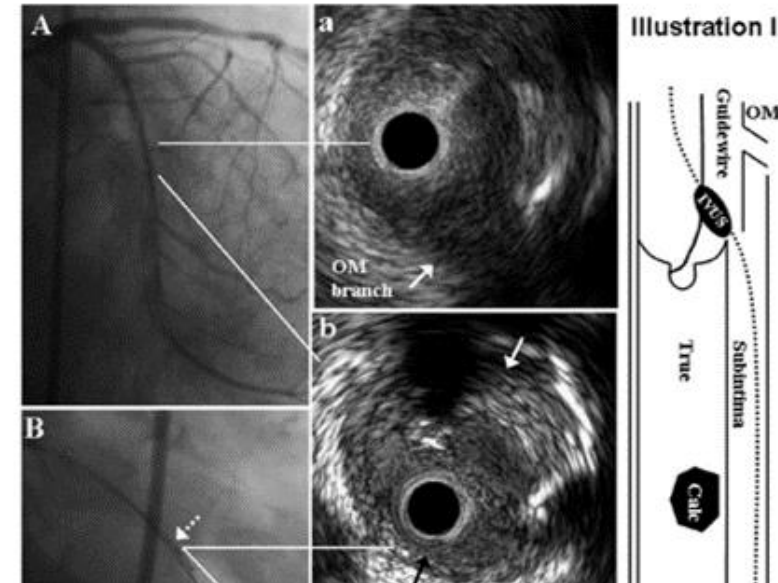 A
a
Illustration I
Guidewire
OM
IVUS
OM
branch
B
b
True
Subintima
Calc